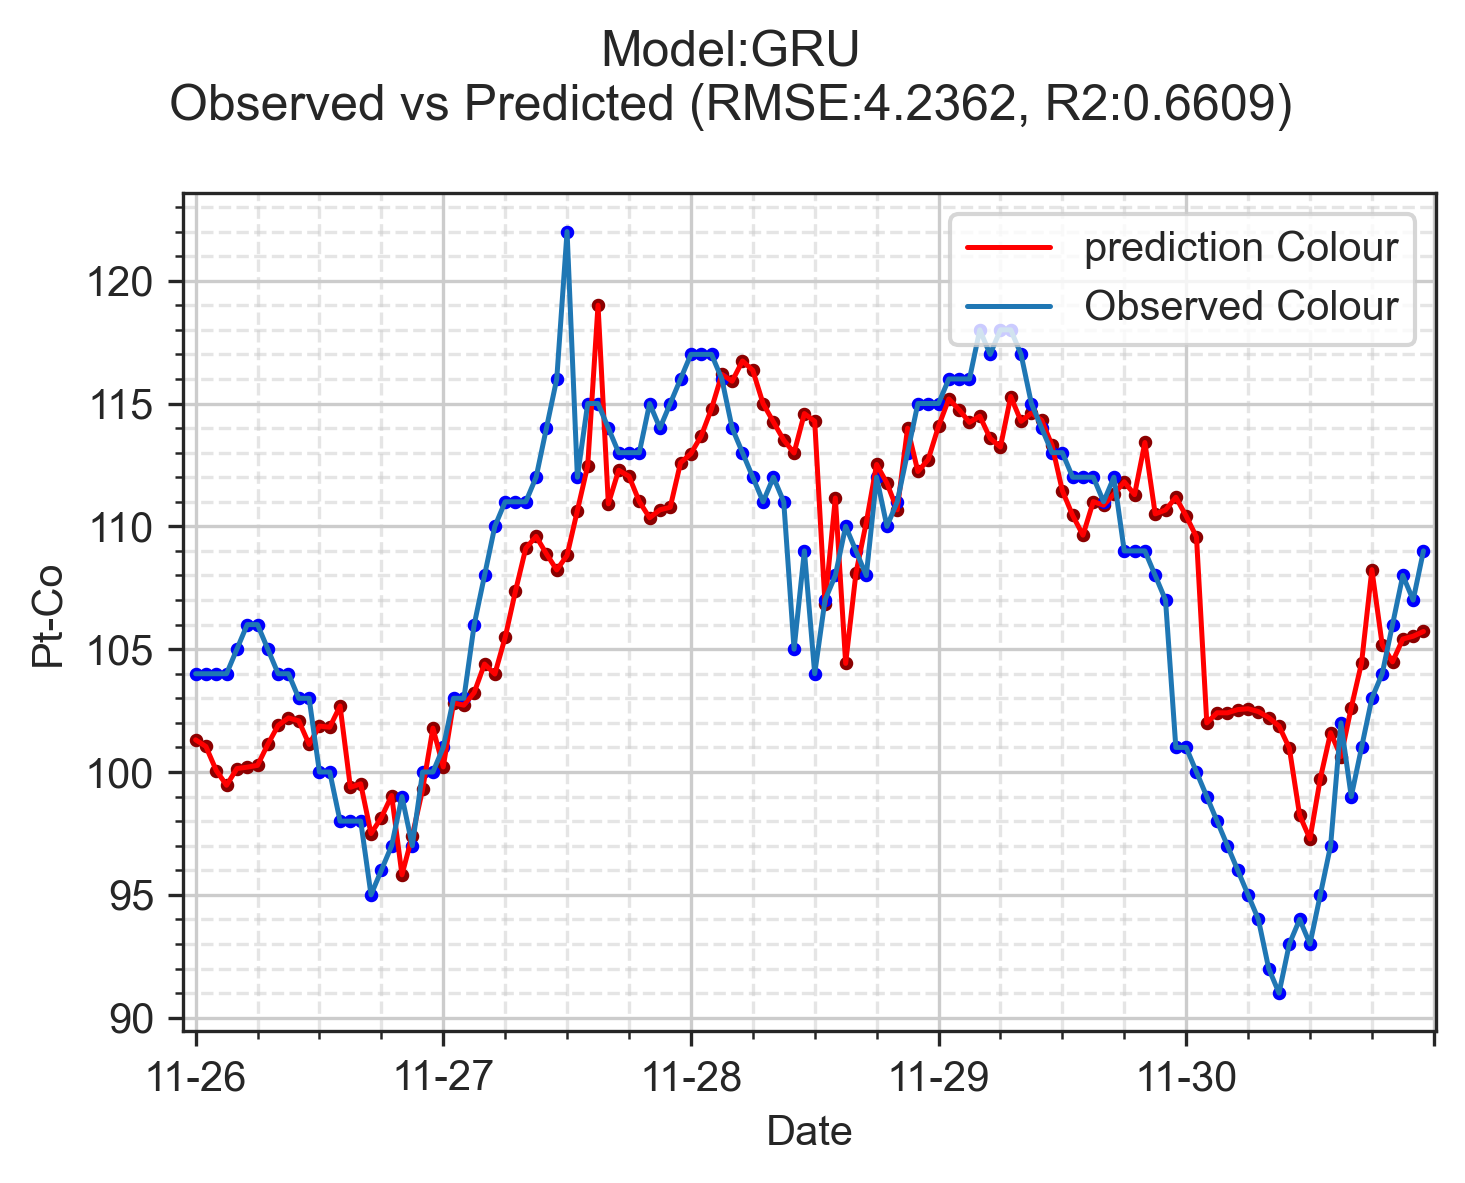 Model:GRU
Observed vs Predicted (RMSE:4.2362, R2:0.6609)
prediction Colour
Observed Colour
Pt-Co
120
115
110
105
100
95
90
11-26
11-27
11-28
11-29
11-30
Date